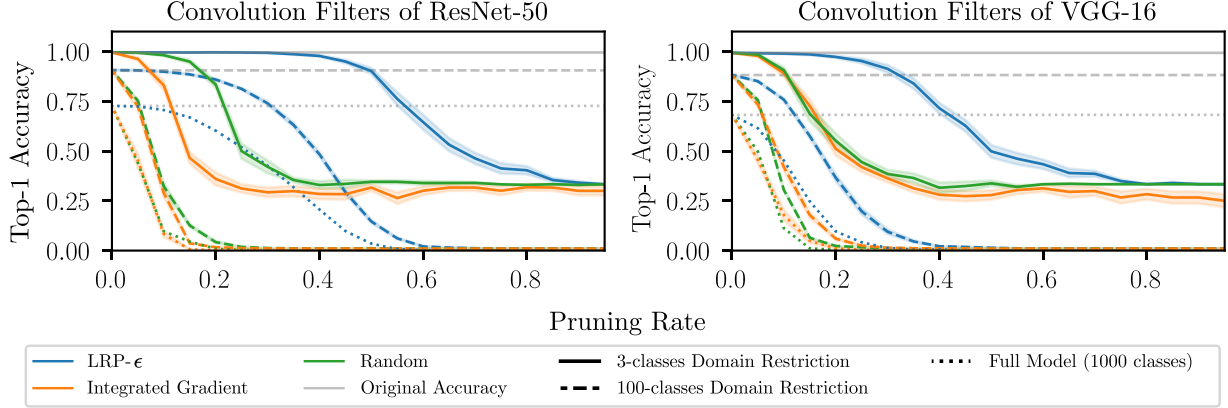 Convolution Filters of ResNet-50
Convolution Filters of VGG-16
Top-1 Accuracy
1.00
0.75
0.50
0.25
0.00
0.0 0.2 0.4 0.6 0.8
Top-1 Accuracy
1.00
0.75
0.50
0.25
0.00
0.0 0.2 0.4 0.6 0.8
Pruning Rate
LRP-ϵ
Random
3-classes Domain Restriction
Full Model (1000 classes)
Integrated Gradient
Original Accuracy
100-classes Domain Restriction